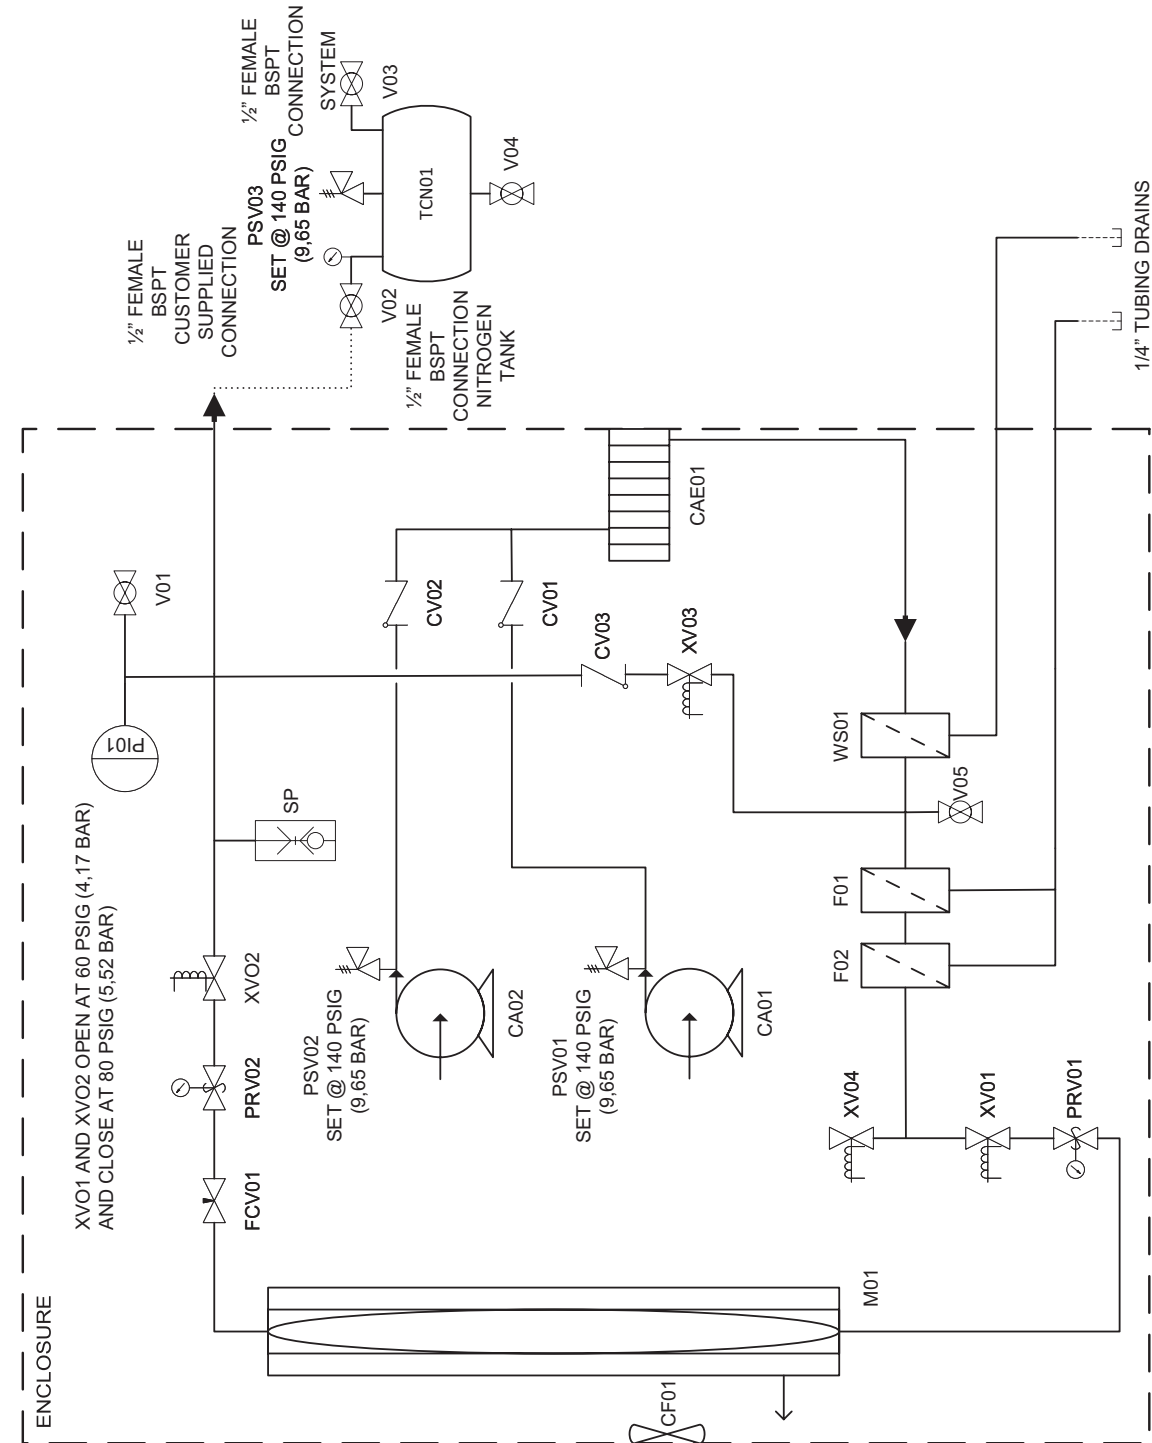 ½" FEMALE
BSPT
CONNECTION
SYSTEM
V03
PSV03
SET @ 140 PSIG
(9,65 BAR)
TCN01
V04
½" FEMALE
BSPT
CUSTOMER
SUPPLIED
CONNECTION
V02
½" FEMALE
BSPT
CONNECTION
NITROGEN
TANK
1/4" TUBING DRAINS
CAE01
V01
CV02
CV01
CV03
XV03
PI01
WS01
V05
SP
XVO1 AND XVO2 OPEN AT 60 PSIG (4,17 BAR)
AND CLOSE AT 80 PSIG (5,52 BAR)
F01
F02
XVO2
PRV02
FCV01
PSV02
SET @ 140 PSIG
(9,65 BAR)
CA02
PSV01
SET @ 140 PSIG
(9,65 BAR)
CA01
XV04
XV01
PRV01
M01
CF01
ENCLOSURE